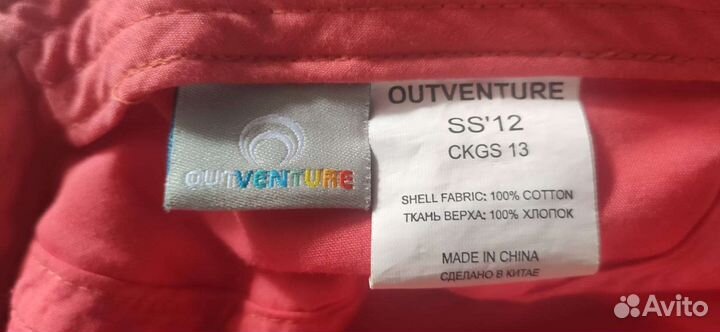 OUTVENTURE
OUTVENTURE
SS'12
CKGS 13
SHELL FABRIC: 100% COTTON
ТКАНЬ ВЕРХА: 100% ХЛОПОК
MADE IN CHINA
СДЕЛАНО В КИТАЕ
Avito